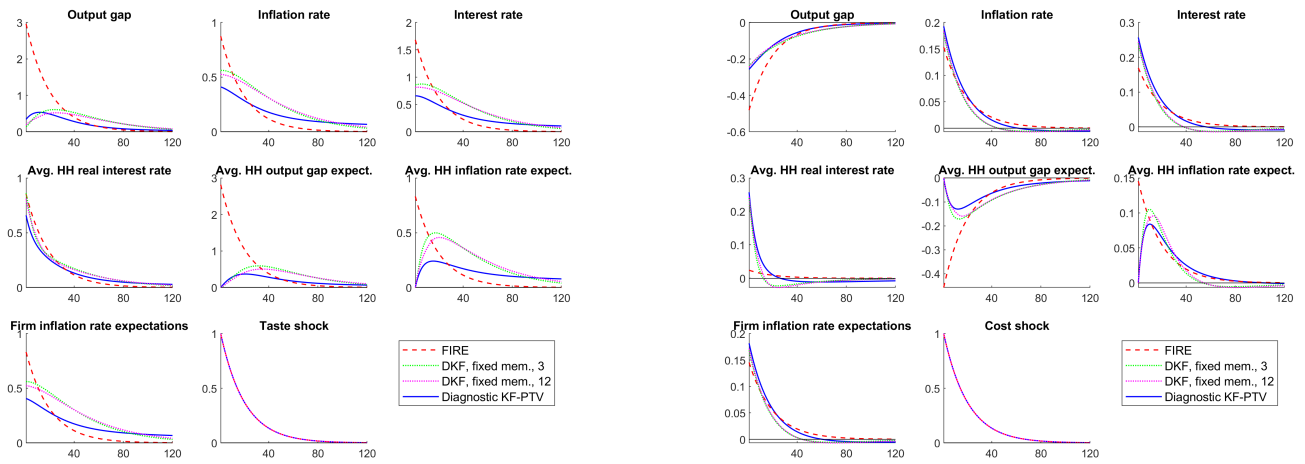 Output gap
Inflation rate
Interest rate
Output gap
Inflation rate
Interest rate
3
2
1
0
40 80 120
1
0.5
0
40 80 120
2
1.5
1
0.5
0
40 80 120
0
-0.2
-0.4
-0.6
40 80 120
0.2
0.15
0.1
0.05
0
40 80 120
0.3
0.2
0.1
0
40 80 120
Avg. HH real interest rate
Avg. HH output gap expect.
Avg. HH inflation rate expect.
Avg. HH real interest rate
Avg. HH output gap expect.
Avg. HH inflation rate expect.
1
0.5
0
40 80 120
3
2
1
0
40 80 120
1
0.5
0
40 80 120
0.3
0.2
0.1
0
40 80 120
0
-0.1
-0.2
-0.3
-0.4
40 80 120
0.15
0.1
0.05
0
40 80 120
Firm inflation rate expectations
Taste shock
Firm inflation rate expectations
Cost shock
1
0.5
0
40 80 120
1
0.5
0
40 80 120
FIRE
DKF, fixed mem., 3
DKF, fixed mem., 12
Diagnostic KF-PTV
0.2
0.15
0.1
0.05
0
40 80 120
1
0.5
0
40 80 120
FIRE
DKF, fixed mem., 3
DKF, fixed mem., 12
Diagnostic KF-PTV